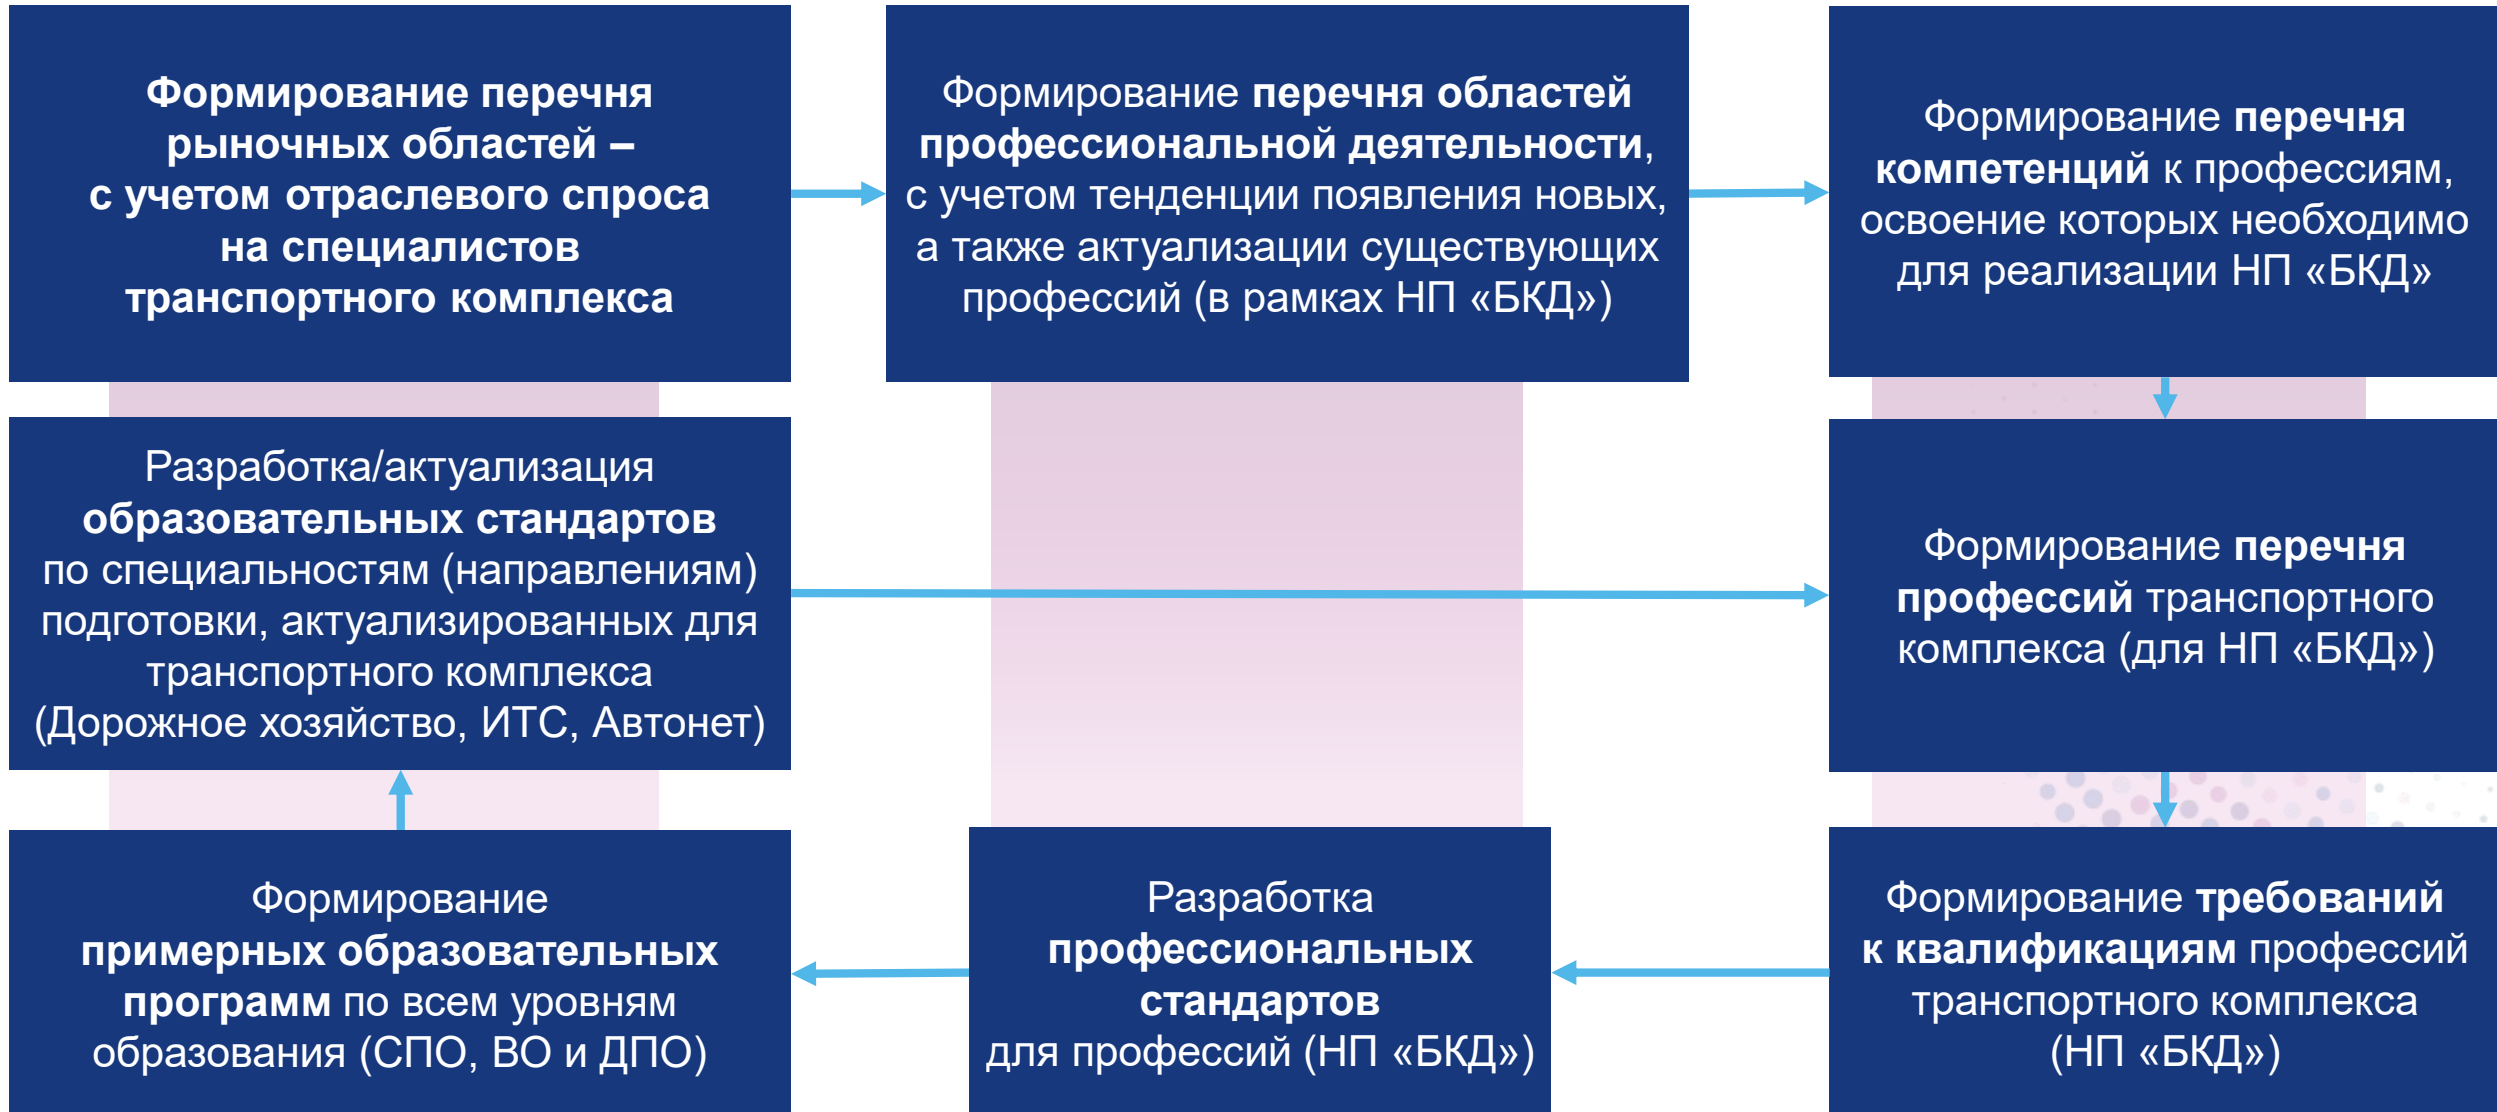 Формирование перечня
рыночных областей –
с учетом отраслевого спроса
на специалистов
транспортного комплекса
Формирование перечня областей
профессиональной деятельности,
с учетом тенденции появления новых,
а также актуализации существующих
профессий (в рамках НП «БКД»)
Формирование перечня
компетенций к профессиям,
освоение которых необходимо
для реализации НП «БКД»
Разработка/актуализация
образовательных стандартов
по специальностям (направлениям)
подготовки, актуализированных для
транспортного комплекса
(Дорожное хозяйство, ИТС, Автонет)
Формирование перечня
профессий транспортного
комплекса (для НП «БКД»)
Формирование
примерных образовательных
программ по всем уровням
образования (СПО, ВО и ДПО)
Разработка
профессиональных
стандартов
для профессий (НП «БКД»)
Формирование требований
к квалификациям профессий
транспортного комплекса
(НП «БКД»)